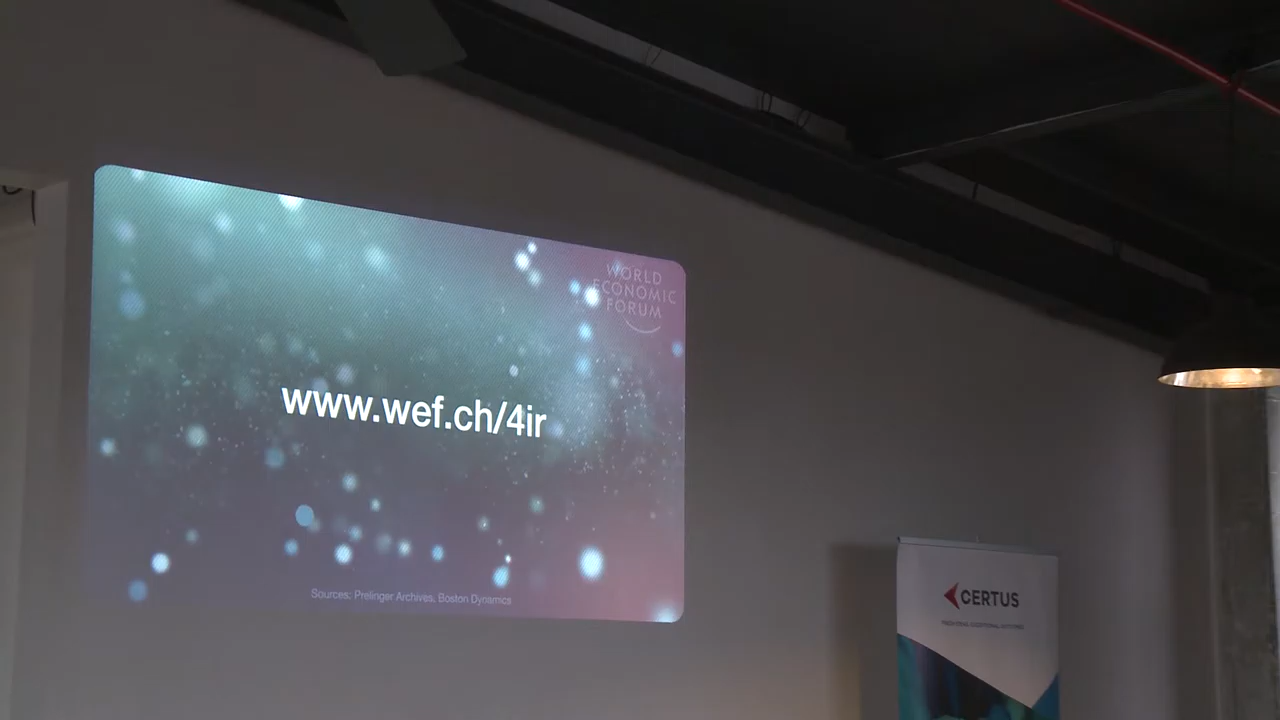 WORLD
ECONOMIC
FORUM
www.wef.ch/4ir
Sources: Prelinger Archives, Boston Dynamics
CERTUS